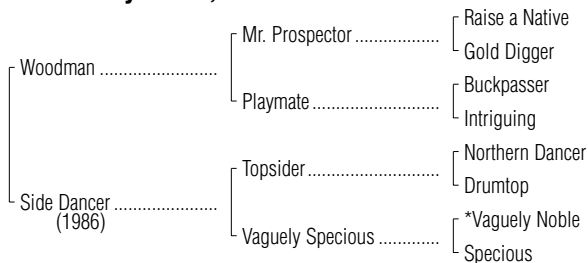 Raise a Native
Mr. Prospector ....................
Gold Digger
Woodman ............................
Buckpasser
Playmate ............................
Intriguing
Northern Dancer
Topsider ..............................
Drumtop
Side Dancer ........................
(1986)
*Vaguely Noble
Vaguely Specious ..............
Specious